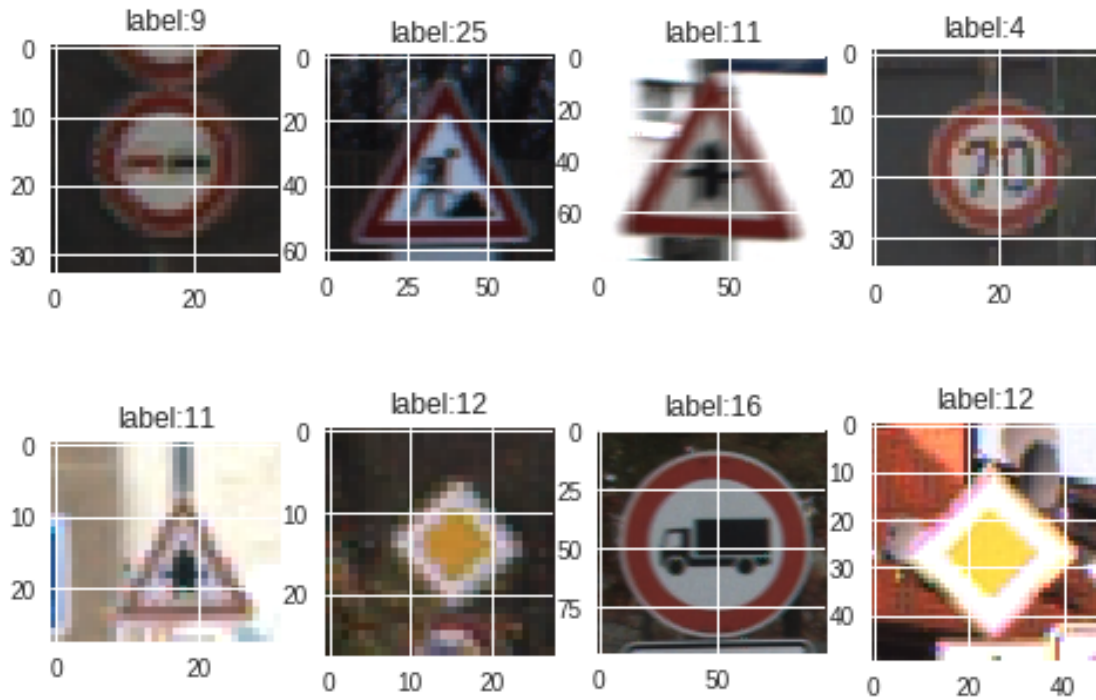 label:9 label:25 label:11 label:4
0 0 0 0
10 20 20 10
20 40 40 20
30 60 60 30
0 20 0 25 50 0 50 0 20
70
label:11 label:12 label:16 label:12
0 0 0 0
10 10 25 10
20 20 50 20
75 30
40
0 20 0 10 20 0 50 0 20 40